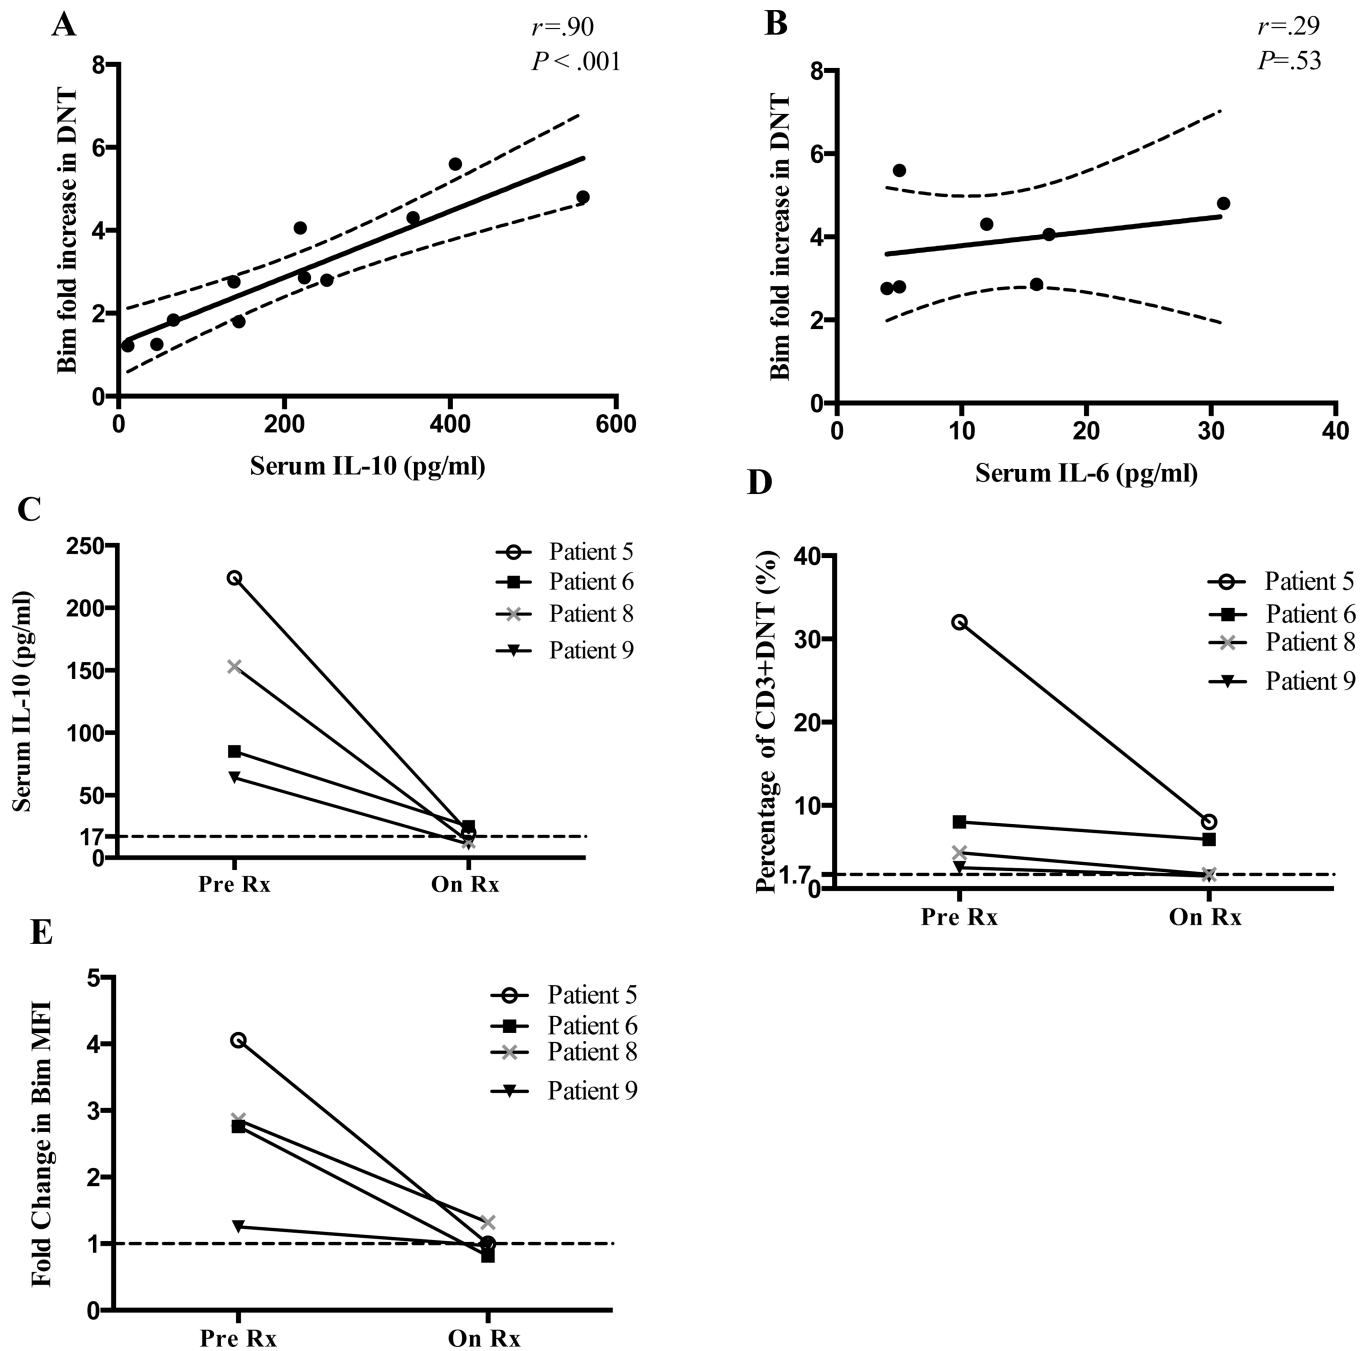 A
r=.90
P < .001
8
6
4
2
0
Bim fold increase in DNT
0 200 400 600
Serum IL-10 (pg/ml)
B
r=.29
P=.53
8
6
4
2
0
Bim fold increase in DNT
0 10 20 30 40
Serum IL-6 (pg/ml)
C
250
200
150
100
50
17
0
Serum IL-10 (pg/ml)
Patient 5
Patient 6
Patient 8
Patient 9
Pre Rx On Rx
D
40
30
20
10
1.7
0
Percentage of CD3+DNT (%)
Patient 5
Patient 6
Patient 8
Patient 9
Pre Rx On Rx
E
5
4
3
2
1
0
Fold Change in Bim MFI
Patient 5
Patient 6
Patient 8
Patient 9
Pre Rx On Rx